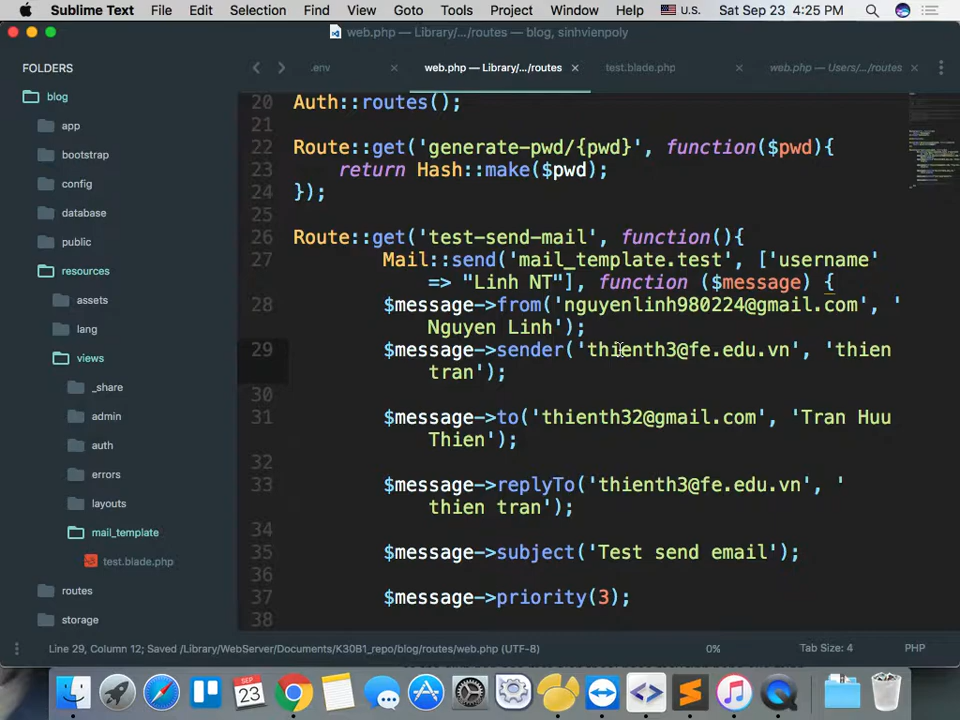 Sublime Text File Edit Selection Find View Goto Tools Project Window Help U.S. Sat Sep 23 4:25 PM
web.php — Library/.../routes — blog, sinhvienpoly
FOLDERS
.env × web.php — Library/.../routes × test.blade.php × web.php — Users/.../routes ×
blog
app
bootstrap
config
database
public
resources
assets
lang
views
_share
admin
auth
errors
layouts
mail_template
test.blade.php
routes
storage
20 Auth::routes();
21
22 Route::get('generate-pwd/{pwd}', function($pwd){
23 return Hash::make($pwd);
24 });
25
26 Route::get('test-send-mail', function(){
27 Mail::send('mail_template.test', ['username'
=> "Linh NT"], function ($message) {
28 $message->from('nguyenlinh980224@gmail.com', '
Nguyen Linh');
29 $message->sender('thienth3@fe.edu.vn', 'thien
tran');
30
31 $message->to('thienth32@gmail.com', 'Tran Huu
Thien');
32
33 $message->replyTo('thienth3@fe.edu.vn', '
thien tran');
34
35 $message->subject('Test send email');
36
37 $message->priority(3);
38
Line 29, Column 12; Saved /Library/WebServer/Documents/K30B1_repo/blog/routes/web.php (UTF-8) 0% Tab Size: 4 PHP
SEP
23